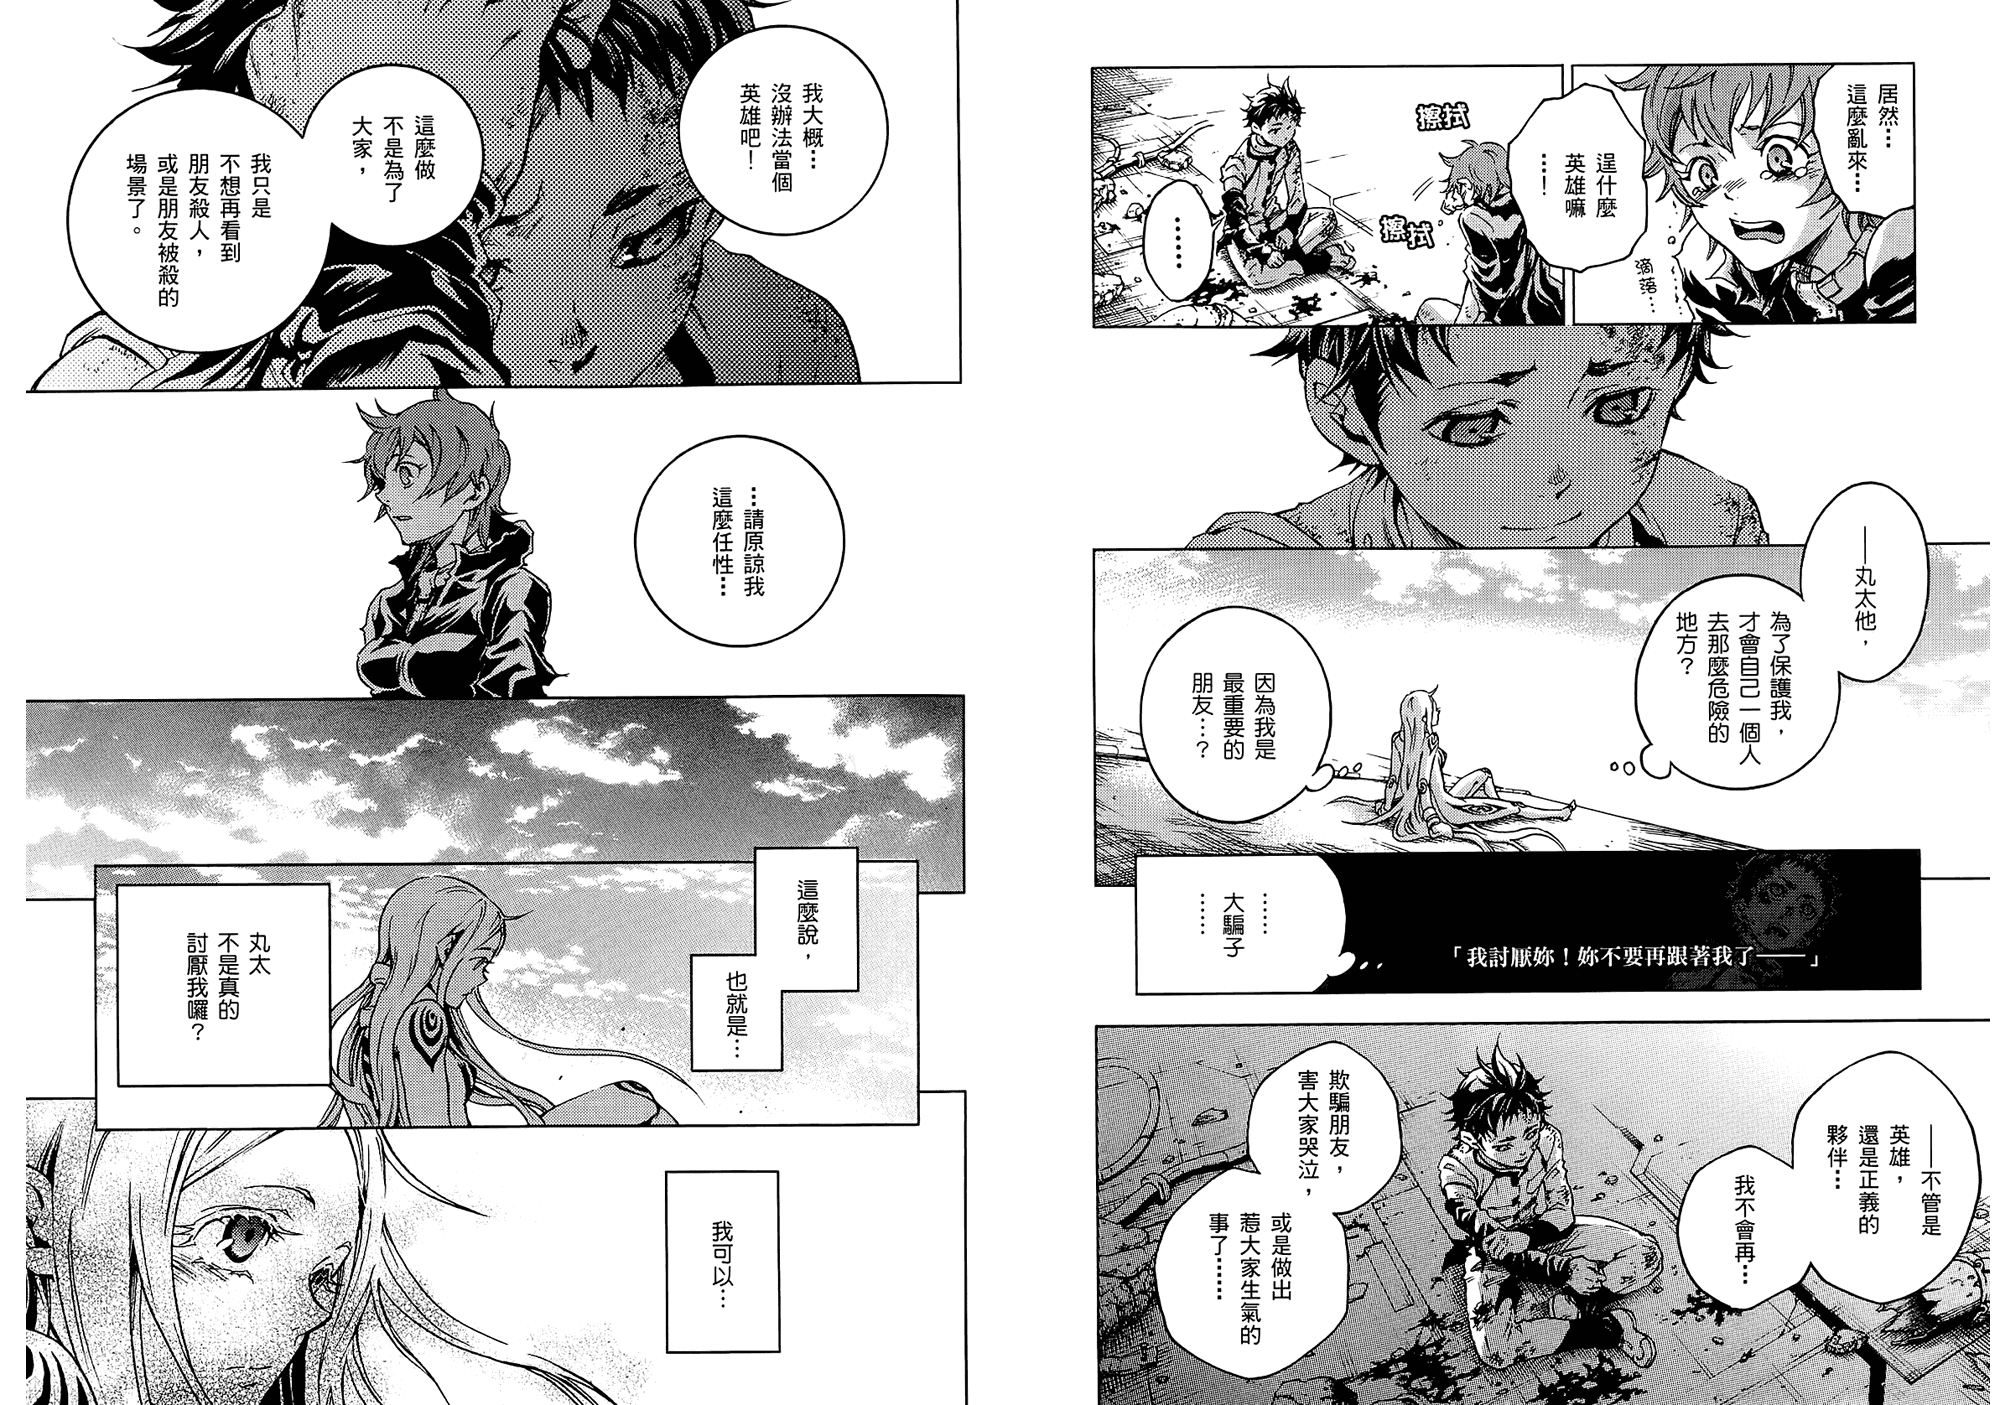 居然…
這麼亂來…
逞什麼
英雄嘛
…！
滴落…
擦拭
擦拭
……
——丸太他，
為了保護我，
才會自己一個人
去那麼危險的
地方？
因為我是
最重要的
朋友…？
「我討厭妳！妳不要再跟著我了——」
……
大騙子
……
——不管是
英雄，
還是正義的
夥伴…
我不會再…
欺騙朋友，
害大家哭泣，
或是做出
惹大家生氣的
事了……
我大概…
沒辦法當個
英雄吧！
這麼做
不是為了
大家，
我只是
不想再看到
朋友殺人，
或是朋友被殺的
場景了。
…請原諒我
這麼任性…
這麼說，
也就是…
丸太
不是真的
討厭我囉？
我可以…